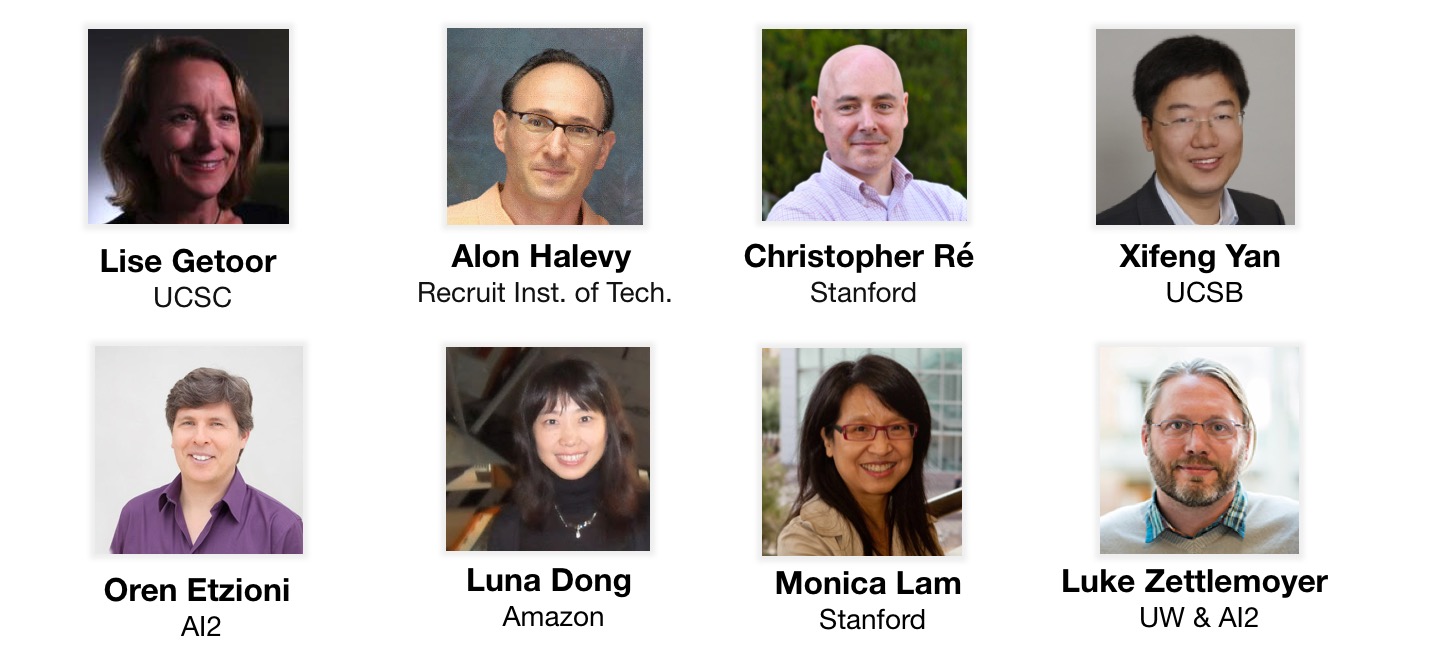 Lise Getoor
UCSC
Alon Halevy
Recruit Inst. of Tech.
Christopher Ré
Stanford
Xifeng Yan
UCSB
Oren Etzioni
AI2
Luna Dong
Amazon
Monica Lam
Stanford
Luke Zettlemoyer
UW & AI2